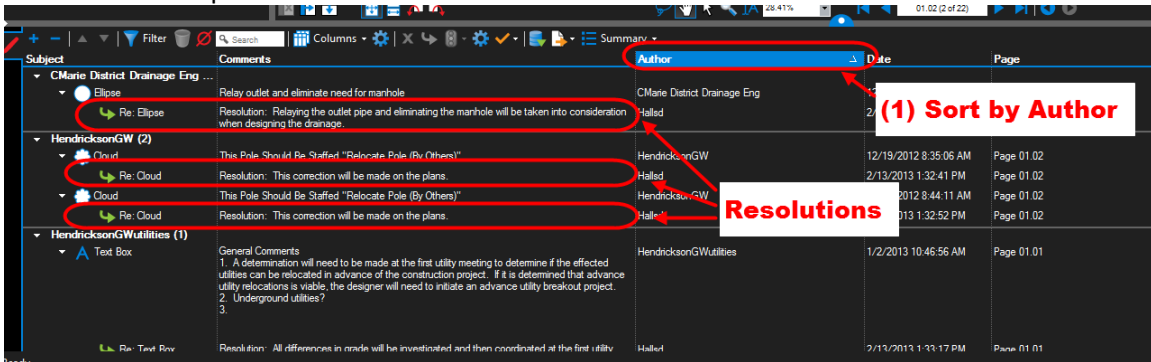 28.41% 01.02 (2 of 22)
Filter Search Columns Summary
Subject Comments Author Date Page
CMarie District Drainage Eng ...
Ellipse Relay outlet and eliminate need for manhole CMarie District Drainage Eng
(1) Sort by Author
Re: Ellipse Resolution: Relaying the outlet pipe and eliminating the manhole will be taken into consideration Hallsd
when designing the drainage.
HendricksonGW (2)
Cloud This Pole Should Be Staffed "Relocate Pole (By Others)" HendricksonGW 12/19/2012 8:35:06 AM Page 01.02
Re: Cloud Resolution: This correction will be made on the plans. Hallsd 2/13/2013 1:32:41 PM Page 01.02
Cloud This Pole Should Be Staffed "Relocate Pole (By Others)" HendricksonGW 2012 8:44:11 AM Page 01.02
Resolutions
Re: Cloud Resolution: This correction will be made on the plans. Hallsd 2013 1:32:52 PM Page 01.02
HendricksonGWutilities (1)
Text Box General Comments HendricksonGWutilities 1/2/2013 10:46:56 AM Page 01.01
1. A determination will need to be made at the first utility meeting to determine if the effected
utilities can be relocated in advance of the construction project. If it is determined that advance
utility relocations is viable, the designer will need to initiate an advance utility breakout project.
2. Underground utilities?
3.
Re: Text Box Resolution: All differences in grade will be investigated and then coordinated at the first utility Hallsd 2/13/2013 1:33:17 PM Page 01.01